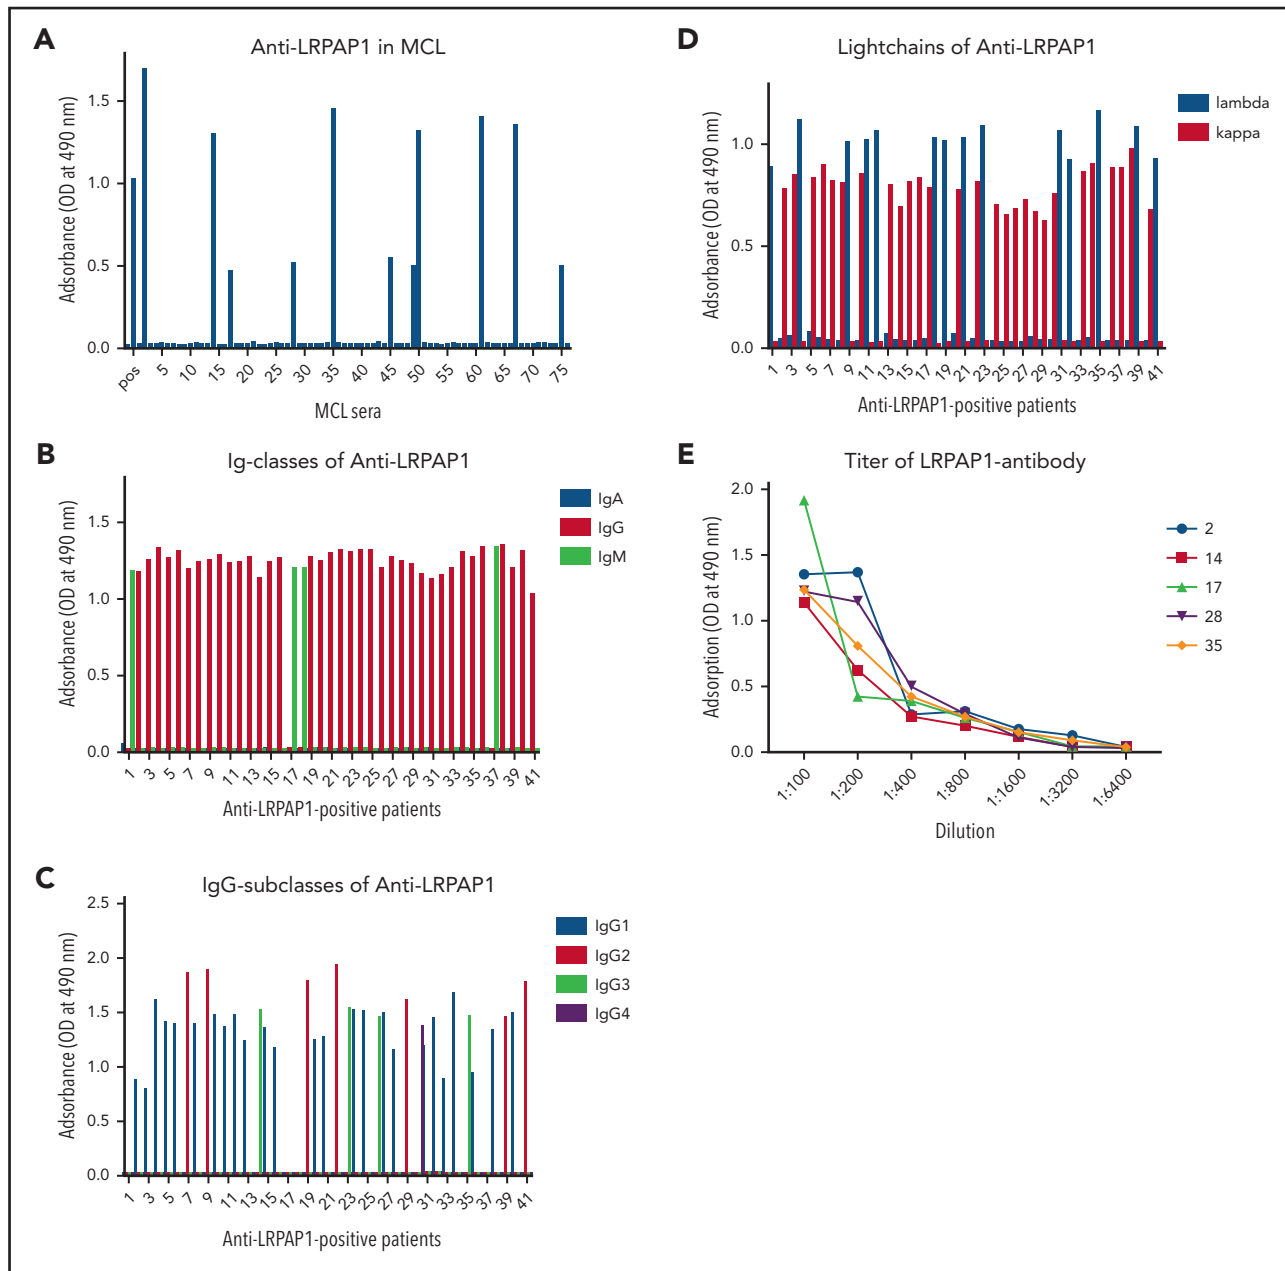 A
Anti-LRPAP1 in MCL
Adsorbance (OD at 490 nm)
1.5
1.0
0.5
0.0
pos 5 10 15 20 25 30 35 40 45 50 55 60 65 70 75
MCL sera
B
Ig-classes of Anti-LRPAP1
Adsorbance (OD at 490 nm)
1.5
1.0
0.5
0.0
1 3 5 7 9 11 13 15 17 19 21 23 25 27 29 31 33 35 37 39 41
Anti-LRPAP1-positive patients
IgA
IgG
IgM
C
IgG-subclasses of Anti-LRPAP1
Adsorbance (OD at 490 nm)
2.5
2.0
1.5
1.0
0.5
0.0
1 3 5 7 9 11 13 15 17 19 21 23 25 27 29 31 33 35 37 39 41
Anti-LRPAP1-positive patients
IgG1
IgG2
IgG3
IgG4
D
Lightchains of Anti-LRPAP1
Adsorbance (OD at 490 nm)
1.0
0.5
0.0
1 3 5 7 9 11 13 15 17 19 21 23 25 27 29 31 33 35 37 39 41
Anti-LRPAP1-positive patients
lambda
kappa
E
Titer of LRPAP1-antibody
Adsorption (OD at 490 nm)
2.0
1.5
1.0
0.5
0.0
1:100 1:200 1:400 1:800 1:1600 1:3200 1:6400
Dilution
2
14
17
28
35